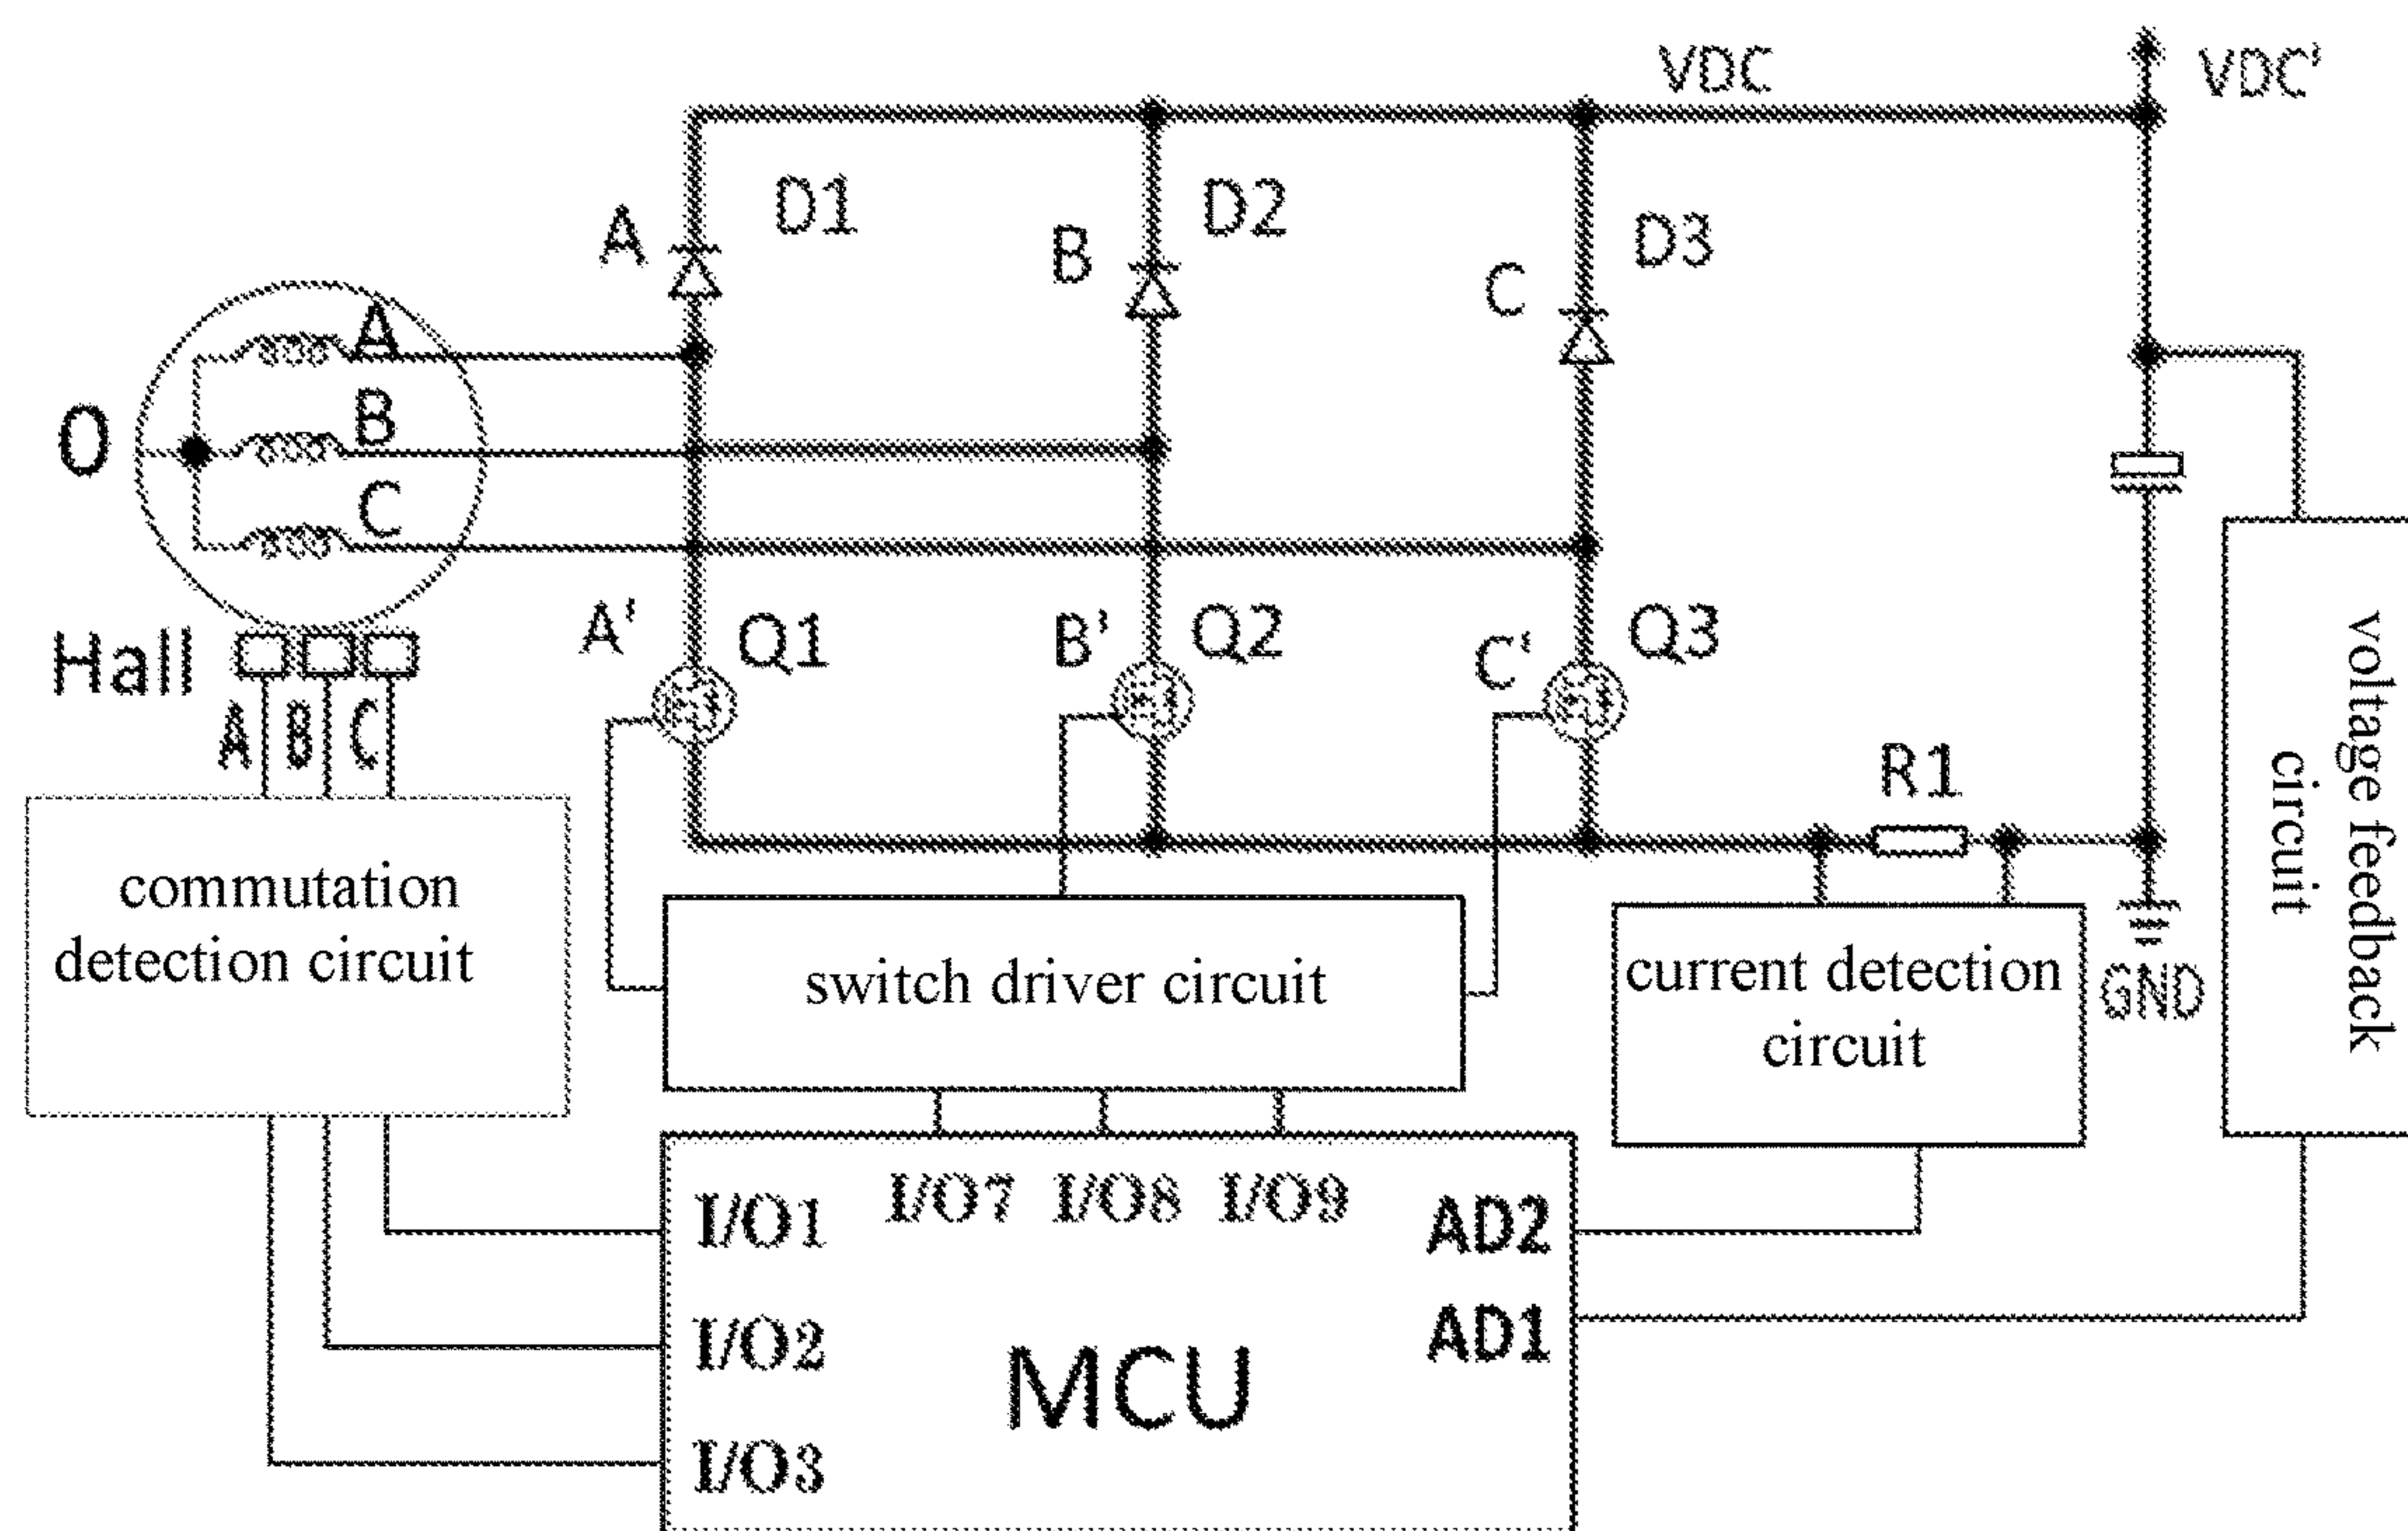 VDC
VDC'
D1
D2
D3
A
B
C
A
B
C
O
Hall
A'
Q1
B'
Q2
C'
Q3
A
B
C
R1
voltage feedback
circuit
commutation
detection circuit
switch driver circuit
current detection
circuit
GND
I/O7
I/O8
I/O9
I/O1
I/O2
I/O3
AD2
AD1
MCU